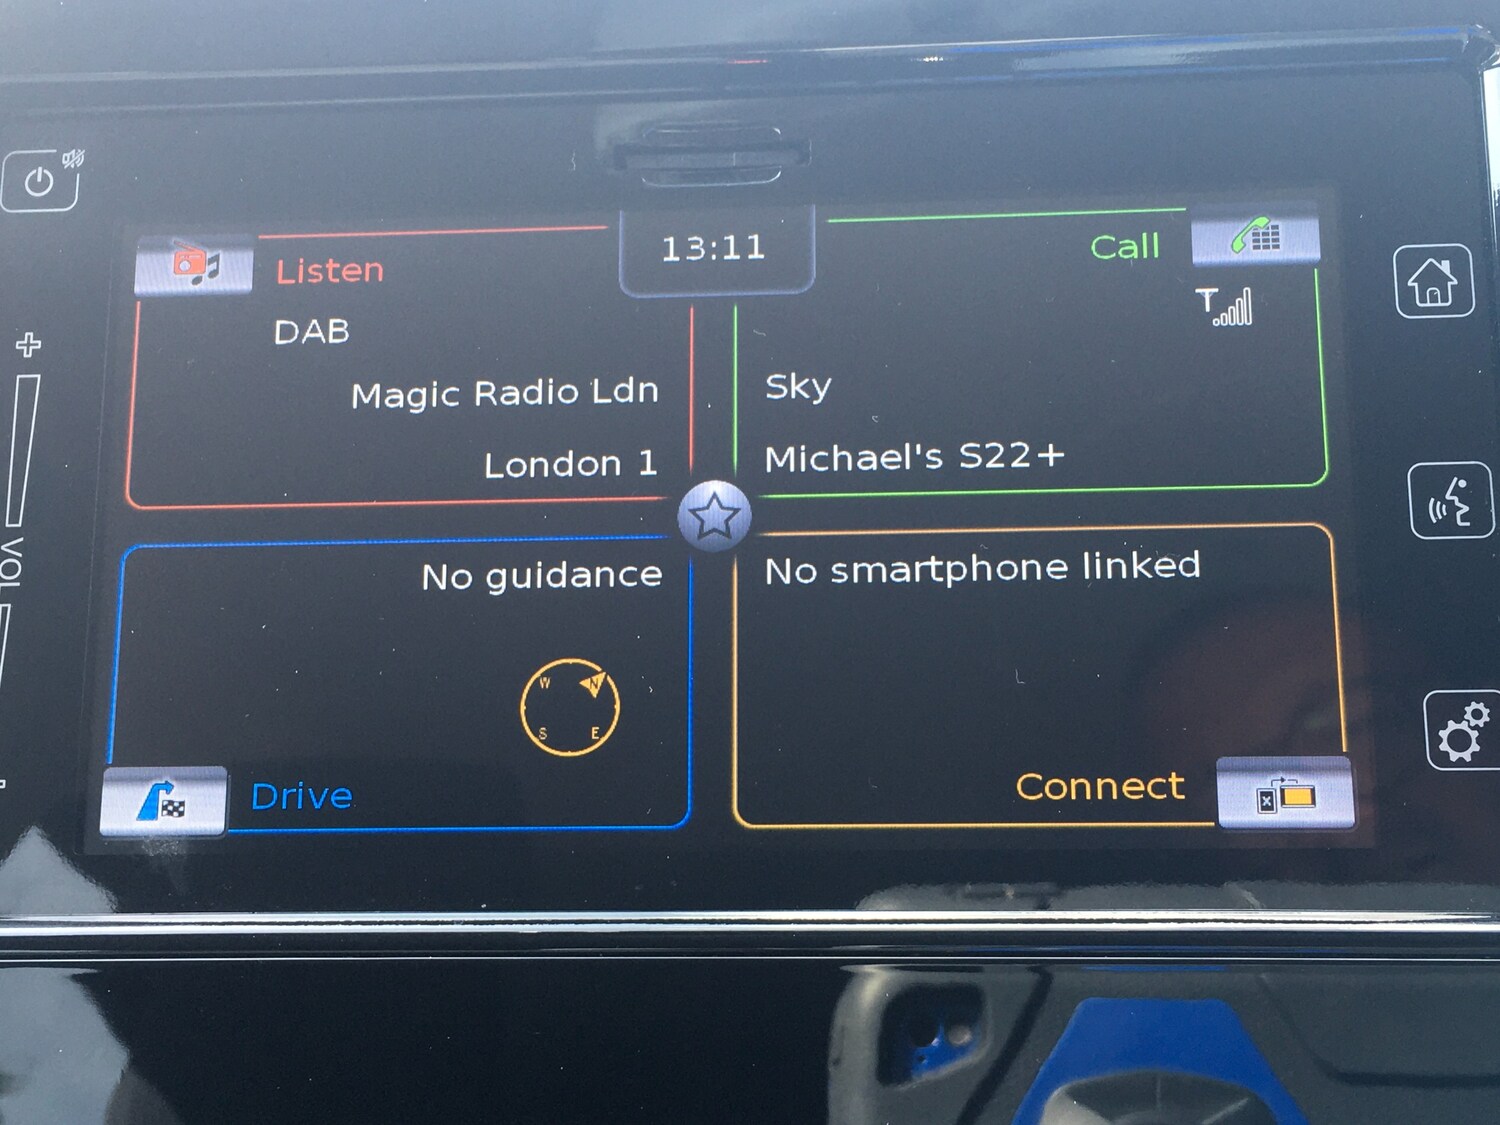 13:11
Listen
DAB
Magic Radio Ldn
London 1
Call
Sky
Michael's S22+
No guidance
W N
S E
Drive
No smartphone linked
Connect
VOL